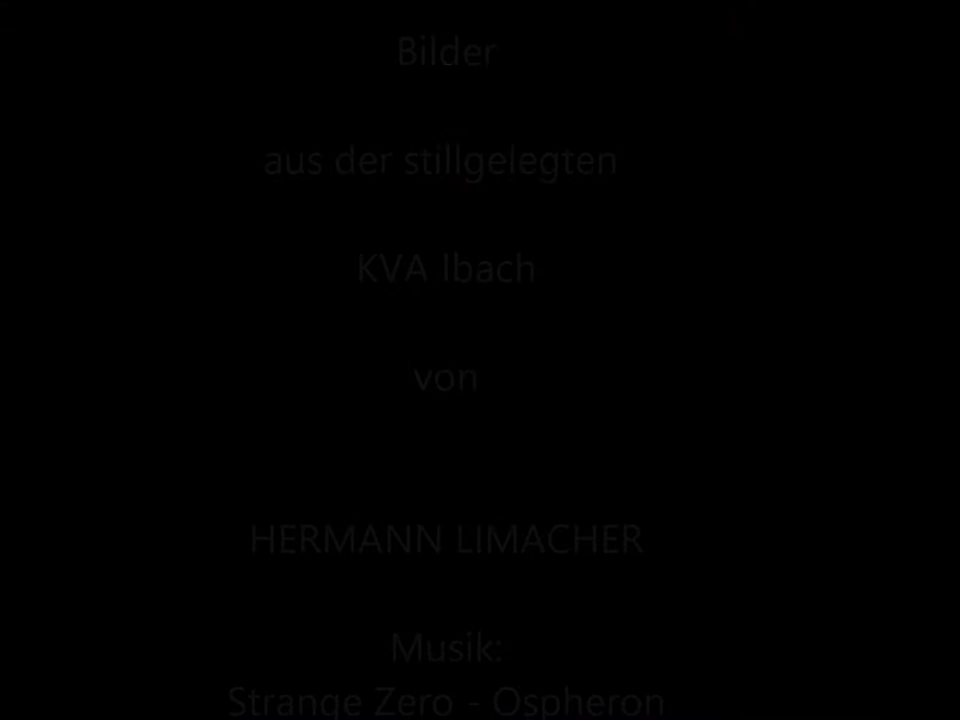 Bilder
aus der stillgelegten
KVA Ibach
von
HERMANN LIMACHER
Musik:
Strange Zero - Ospheron